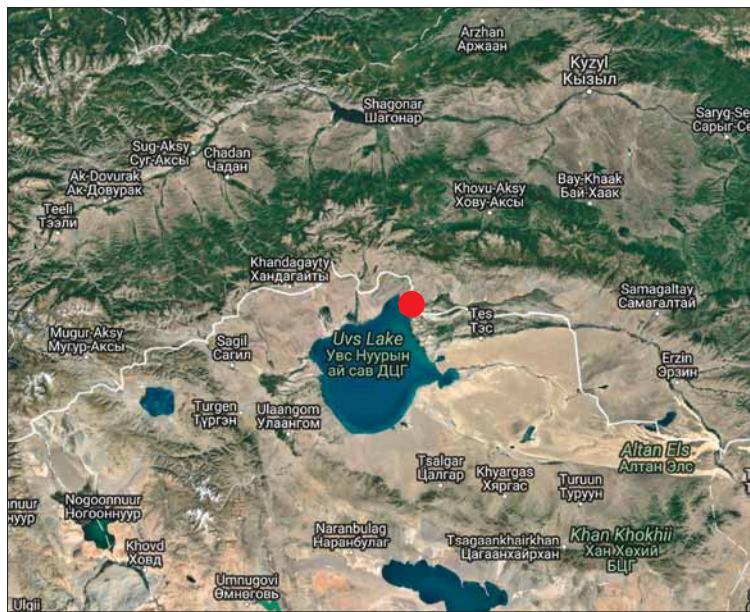 Arzhan
Аржаан
Kyzyl
Кызыл
Shagonar
Шагонар
Saryg-Se
Сарыг-Се
Sug-Aksy
Суг-Аксы
Chadan
Чадан
Ak-Dovurak
Ак-Довурак
Khovu-Aksy
Хову-Аксы
Bay-Khaak
Бай-Хаак
Teeli
Тээли
Khandagayty
Хандагайты
Samagaltay
Самагалтай
Mugur-Aksy
Мугур-Аксы
Sagil
Сагил
Uvs Lake
Увс Нуурын
ай сав ДЦГ
Tes
Тэс
Erzin
Эрзин
Turgen
Түргэн
Ulaangom
Улаангом
Altan Els
Алтан Элс
Tsalgar
Цалгар
Khyargas
Хяргас
Turuun
Туруун
nnuur
нуур
Nogoonnuur
Ногооннуур
Khovd
Ховд
Naranbulag
Наранбулаг
Tsagaankhairkhan
Цагаанхайрхан
Khan Khokhii
Хан Хөхий
БЦГ
Umnugovi
Өмнөговь
Ulgii